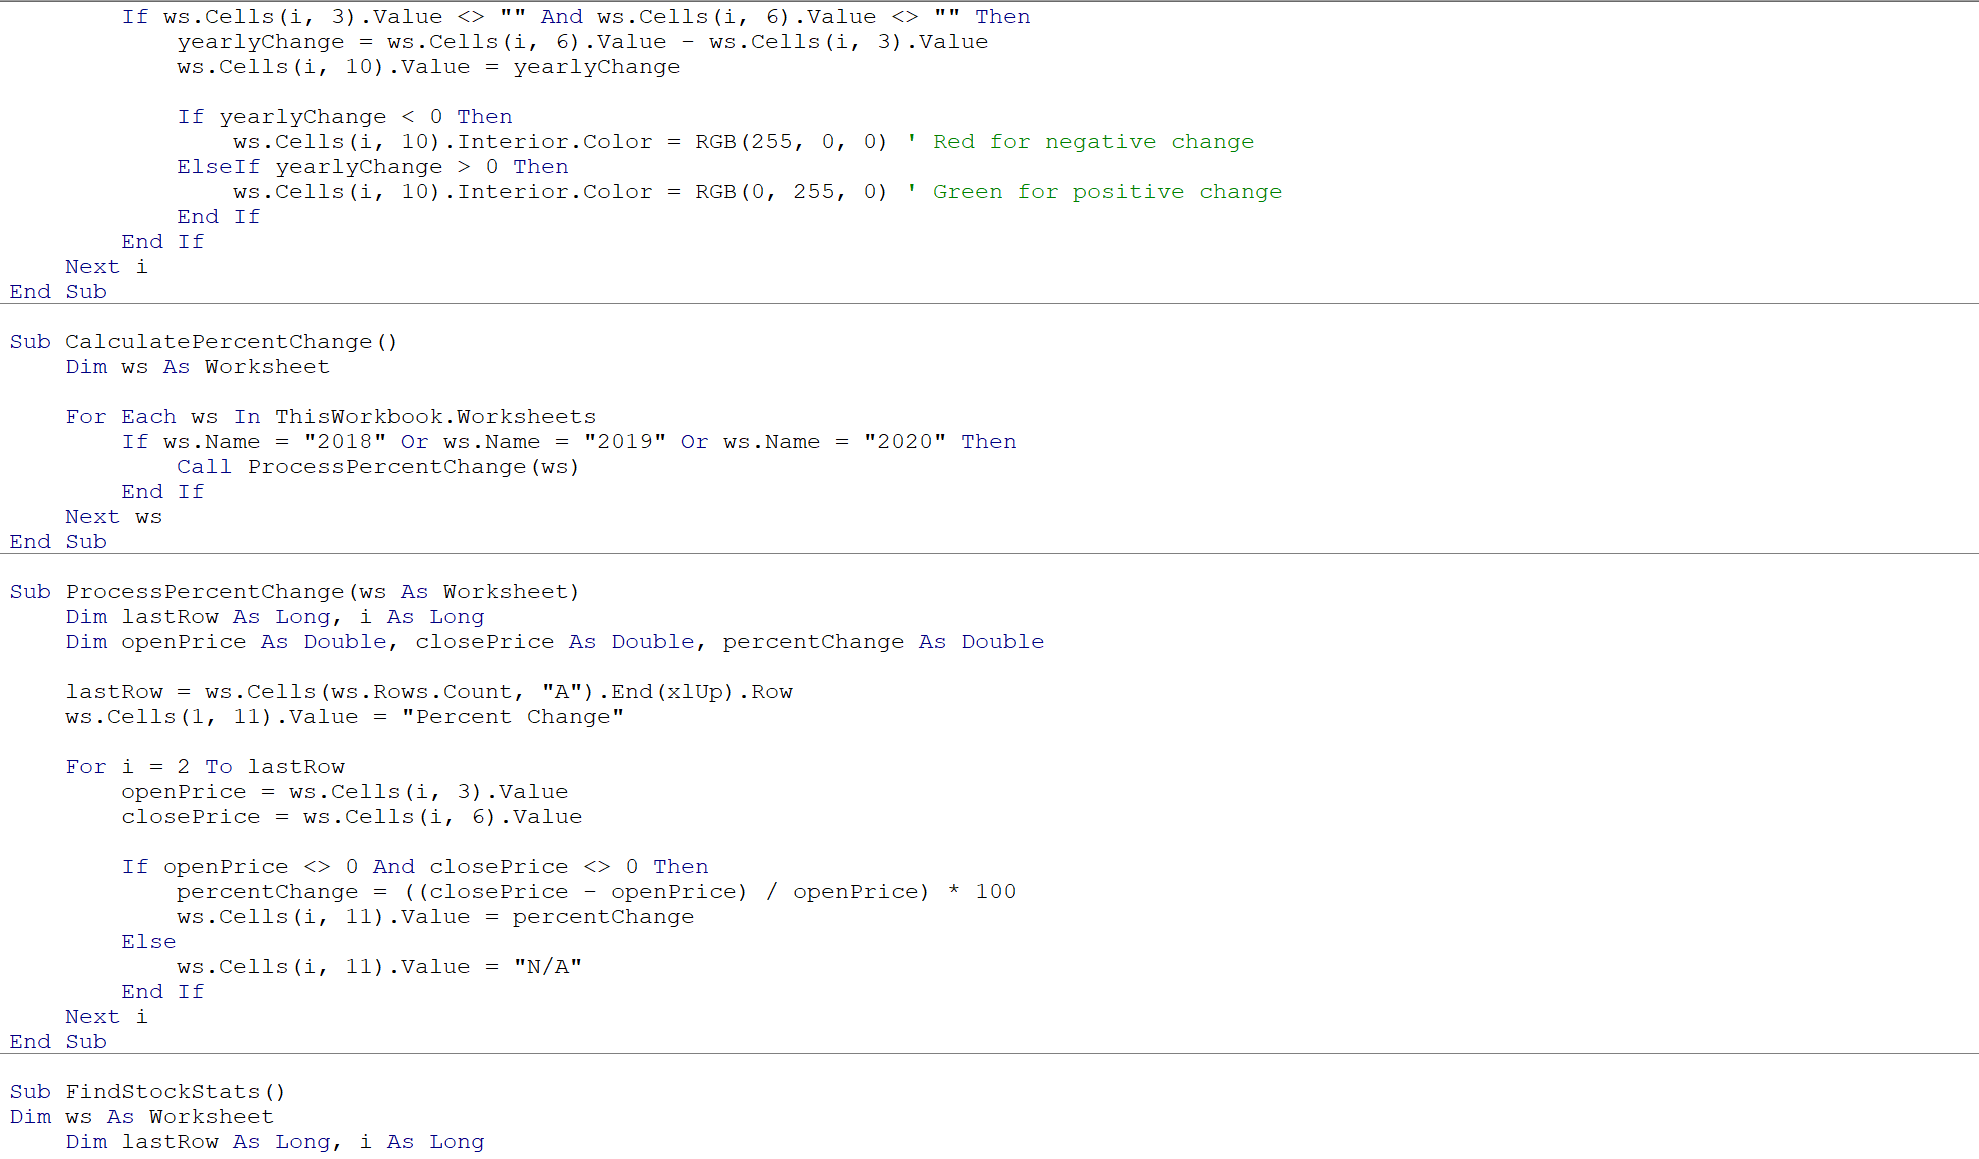 If ws.Cells(i, 3).Value <> "" And ws.Cells(i, 6).Value <> "" Then
yearlyChange = ws.Cells(i, 6).Value - ws.Cells(i, 3).Value
ws.Cells(i, 10).Value = yearlyChange
If yearlyChange < 0 Then
ws.Cells(i, 10).Interior.Color = RGB(255, 0, 0) ' Red for negative change
ElseIf yearlyChange > 0 Then
ws.Cells(i, 10).Interior.Color = RGB(0, 255, 0) ' Green for positive change
End If
End If
Next i
End Sub
Sub CalculatePercentChange()
Dim ws As Worksheet
For Each ws In ThisWorkbook.Worksheets
If ws.Name = "2018" Or ws.Name = "2019" Or ws.Name = "2020" Then
Call ProcessPercentChange(ws)
End If
Next ws
End Sub
Sub ProcessPercentChange(ws As Worksheet)
Dim lastRow As Long, i As Long
Dim openPrice As Double, closePrice As Double, percentChange As Double
lastRow = ws.Cells(ws.Rows.Count, "A").End(xlUp).Row
ws.Cells(1, 11).Value = "Percent Change"
For i = 2 To lastRow
openPrice = ws.Cells(i, 3).Value
closePrice = ws.Cells(i, 6).Value
If openPrice <> 0 And closePrice <> 0 Then
percentChange = ((closePrice - openPrice) / openPrice) * 100
ws.Cells(i, 11).Value = percentChange
Else
ws.Cells(i, 11).Value = "N/A"
End If
Next i
End Sub
Sub FindStockStats()
Dim ws As Worksheet
Dim lastRow As Long, i As Long